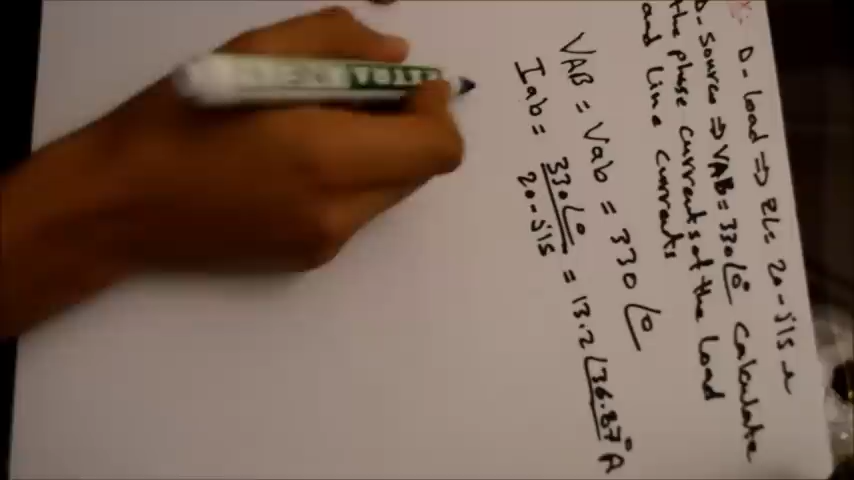 Δ-load ⇒ ZL = 20-j15 Ω
Δ-source ⇒ VAB = 330∠0° calculate
the phase currents of the load
and line currents
VAB = Vab = 330∠0
Iab = 330∠0 / 20-j15 = 13.2∠36.87° A